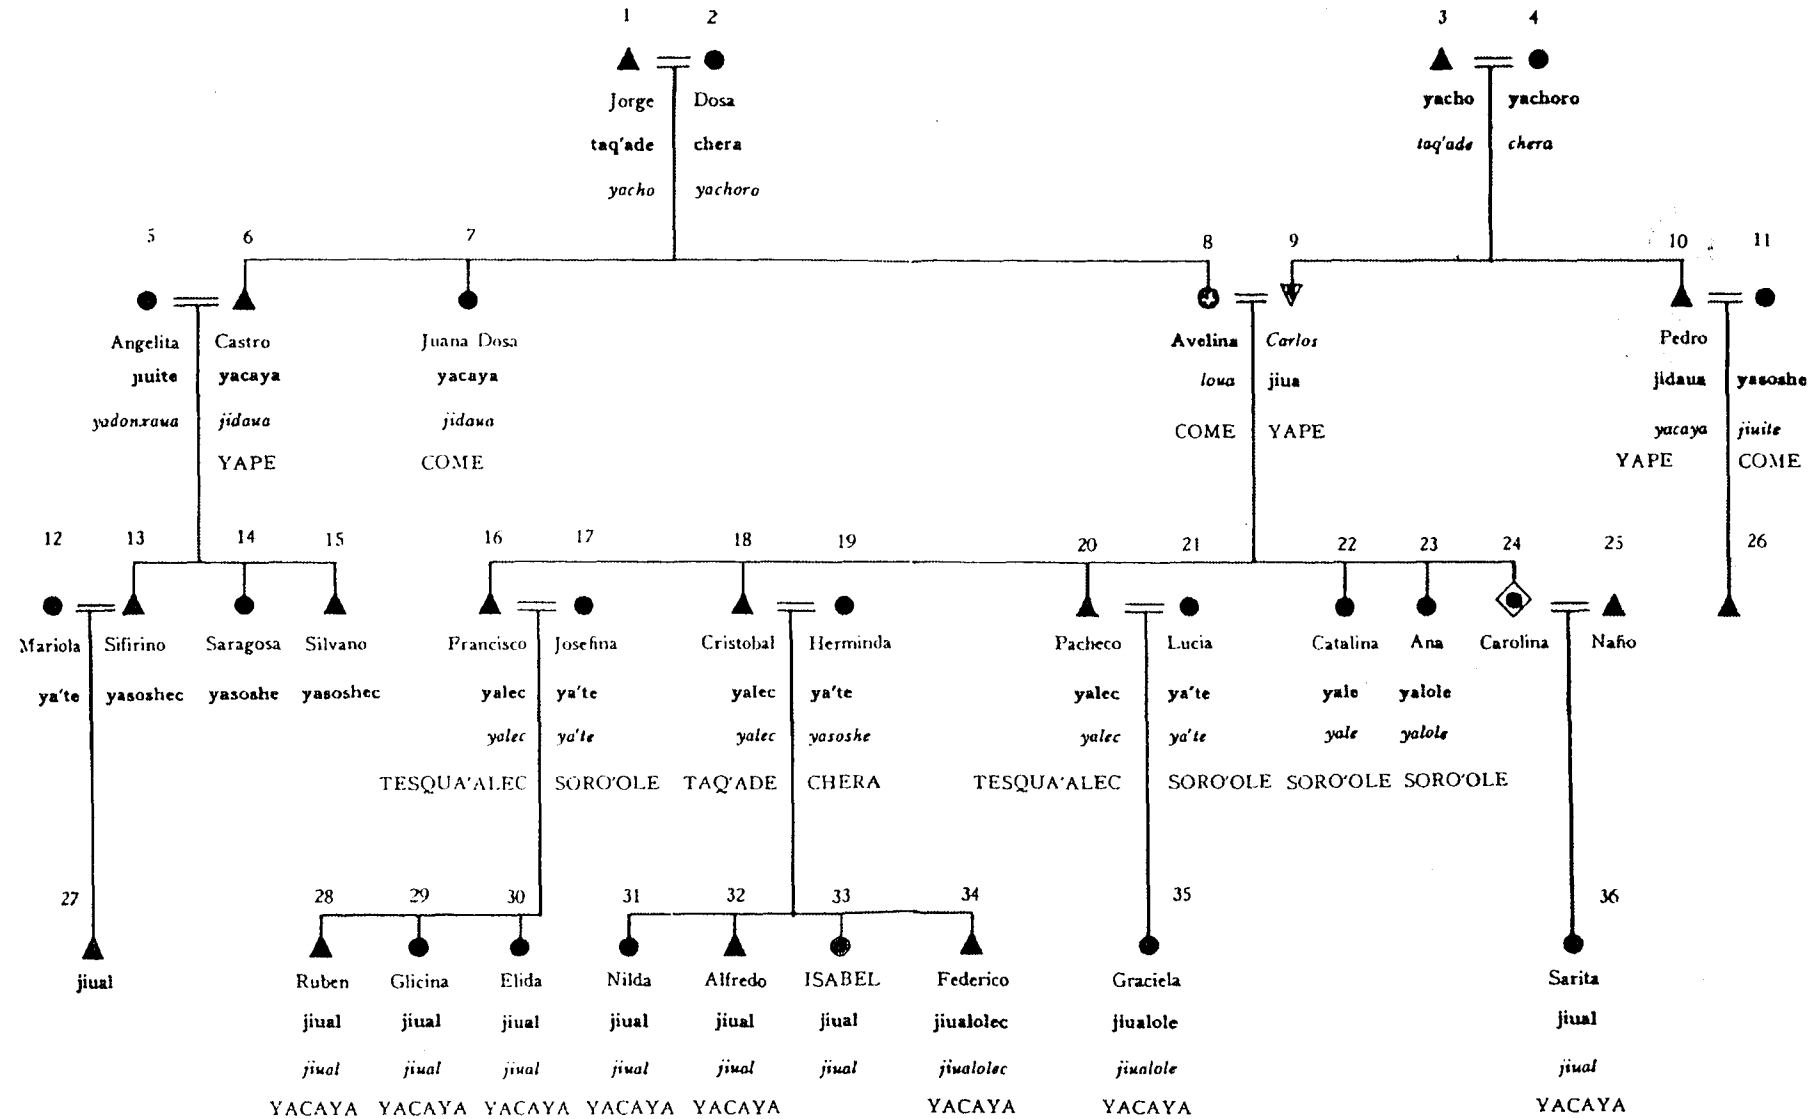 1 2 3 4
Jorge Dosa yacho yachoro
taq'ade chera taq'ade chera
yacho yachoro
5 6 7 8 9 10 11
Angelita Castro Juana Dosa Avelina Carlos Pedro
jiuite yacaya yacaya loua jiua jidaua yasoshe
yadonxaua jidaua jidaua COME YAPE yacaya jiuite
YAPE COME YAPE COME
12 13 14 15 16 17 18 19 20 21 22 23 24 25 26
Mariola Sifirino Saragosa Silvano Francisco Josefina Cristobal Herminda Pacheco Lucia Catalina Ana Carolina Naño
ya'te yasoshec yasoshe yasoshec yalec ya'te yalec ya'te yalec ya'te yale yalole
yalec ya'te yalec yasoshe yalec ya'te yale yalole
TESQUA'ALEC SORO'OLE TAQ'ADE CHERA TESQUA'ALEC SORO'OLE SORO'OLE SORO'OLE
27 28 29 30 31 32 33 34 35 36
jiual Ruben Glicina Elida Nilda Alfredo ISABEL Federico Graciela Sarita
jiual jiual jiual jiual jiual jiual jiualolec jiualole jiual
jiual jiual jiual jiual jiual jiual jiualolec jiualole jiual
YACAYA YACAYA YACAYA YACAYA YACAYA YACAYA YACAYA YACAYA